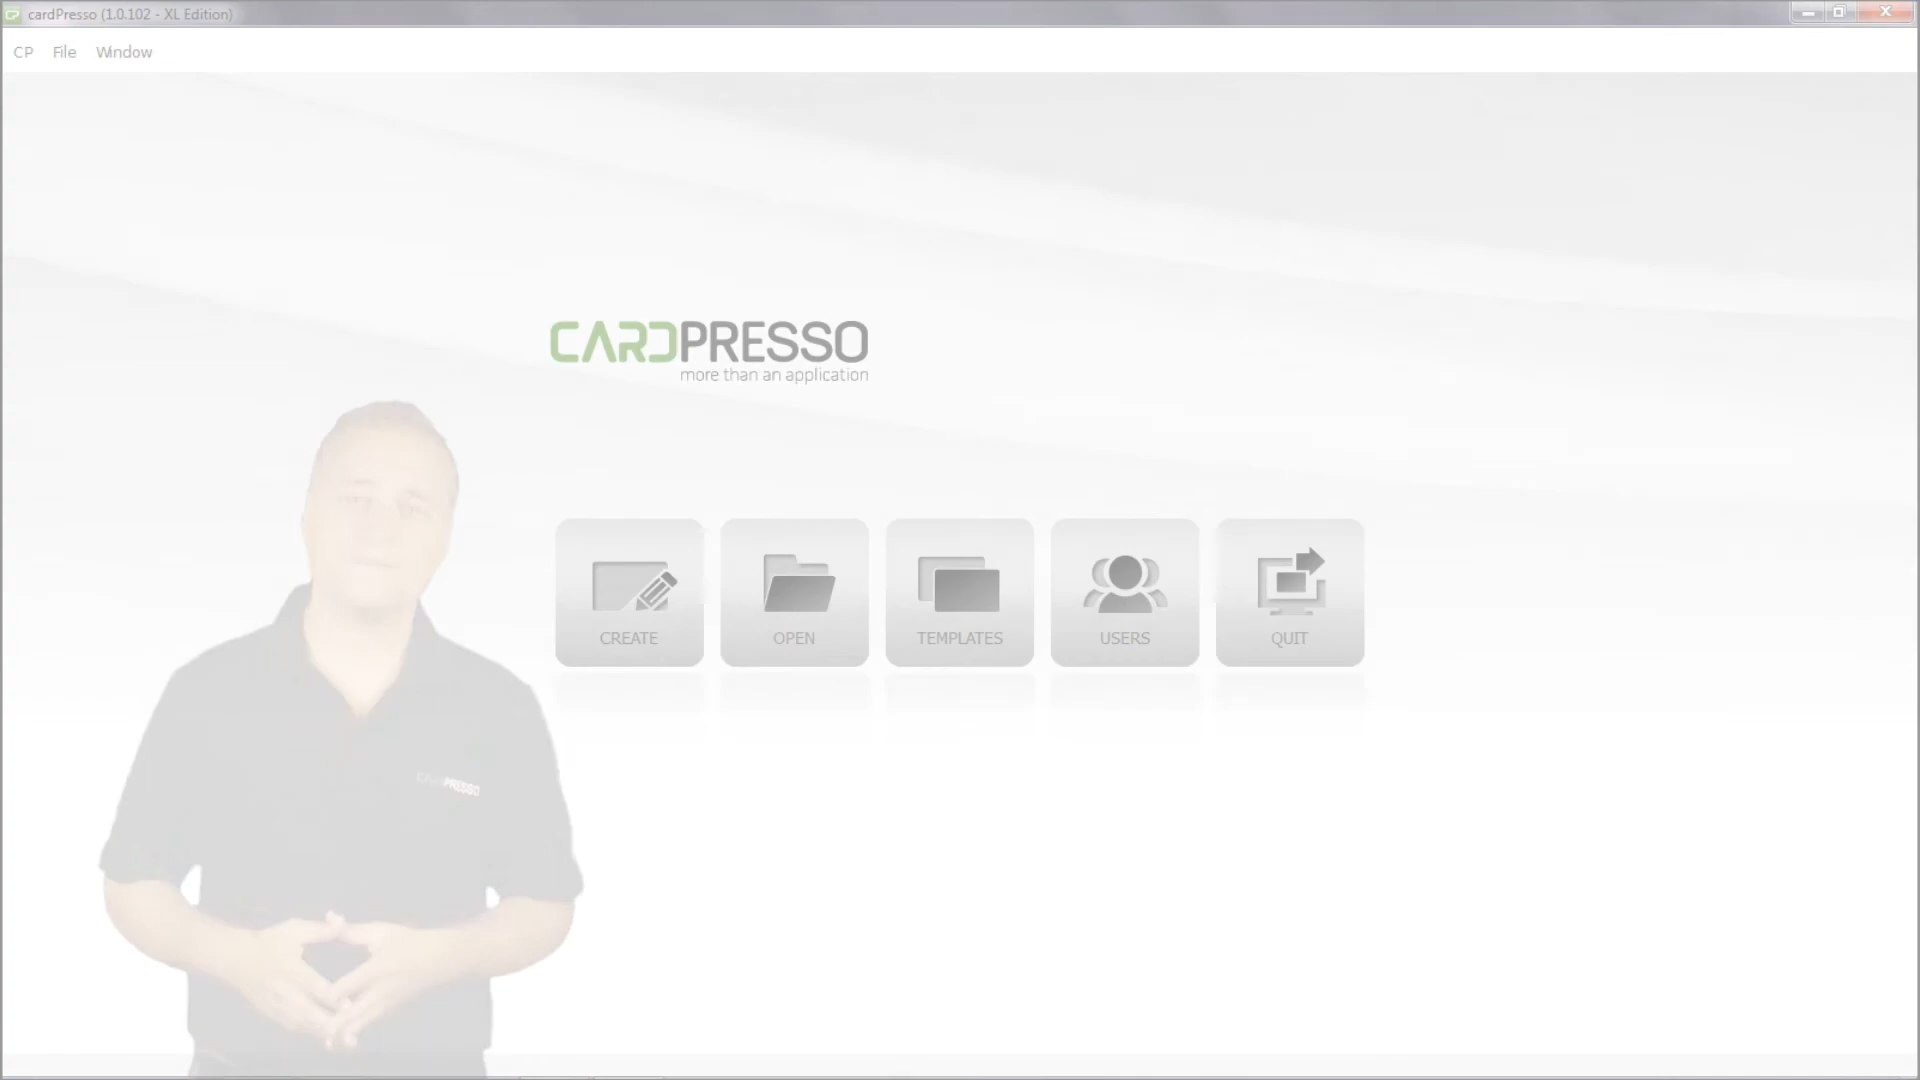 cardPresso (1.0.102 - XL Edition)
CP File Window
CARDPRESSO
more than an application
CREATE OPEN TEMPLATES USERS QUIT
CARDPRESSO